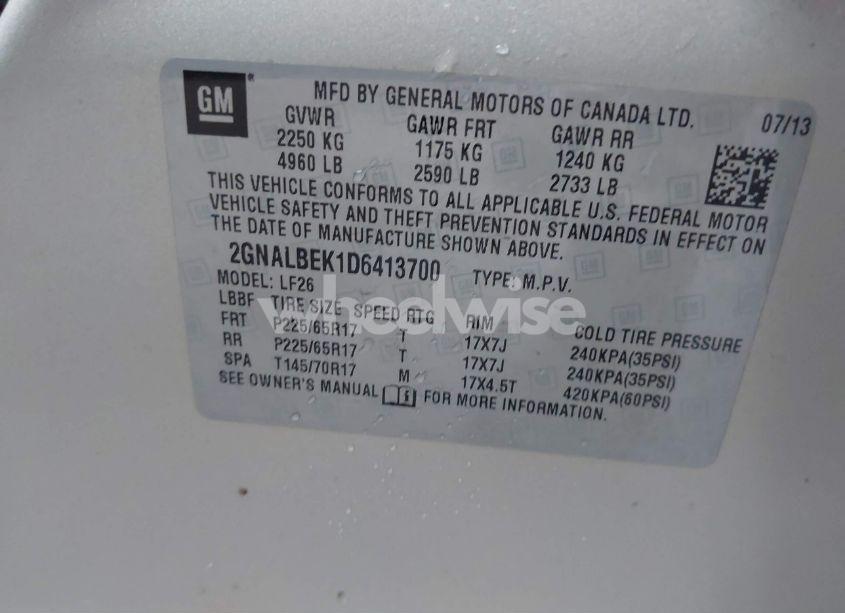 GM
MFD BY GENERAL MOTORS OF CANADA LTD. 07/13
GVWR GAWR FRT GAWR RR
2250 KG 1175 KG 1240 KG
4960 LB 2590 LB 2733 LB
THIS VEHICLE CONFORMS TO ALL APPLICABLE U.S. FEDERAL MOTOR
VEHICLE SAFETY AND THEFT PREVENTION STANDARDS IN EFFECT ON
THE DATE OF MANUFACTURE SHOWN ABOVE.
2GNALBEK1D6413700 TYPE: M.P.V.
MODEL: LF26
LBBF TIRE SIZE SPEED RTG RIM COLD TIRE PRESSURE
FRT P225/65R17 T 17X7J 240KPA(35PSI)
RR P225/65R17 T 17X7J 240KPA(35PSI)
SPA T145/70R17 M 17X4.5T 420KPA(60PSI)
SEE OWNER'S MANUAL FOR MORE INFORMATION.
wheelwise